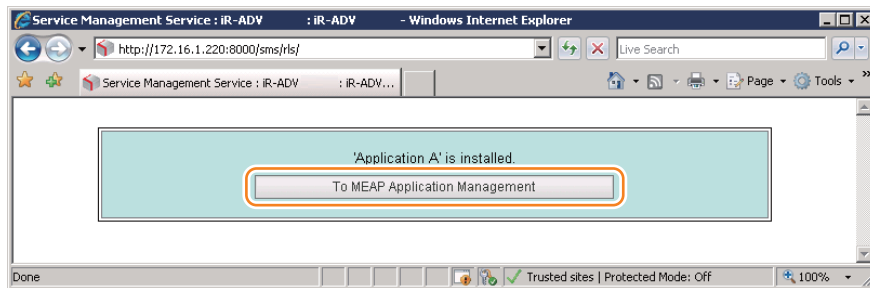 Service Management Service : iR-ADV : iR-ADV - Windows Internet Explorer
http://172.16.1.220:8000/sms/rls/
Live Search
Service Management Service : iR-ADV : iR-ADV...
Page Tools »
'Application A' is installed.
To MEAP Application Management
Done
Trusted sites | Protected Mode: Off
100%